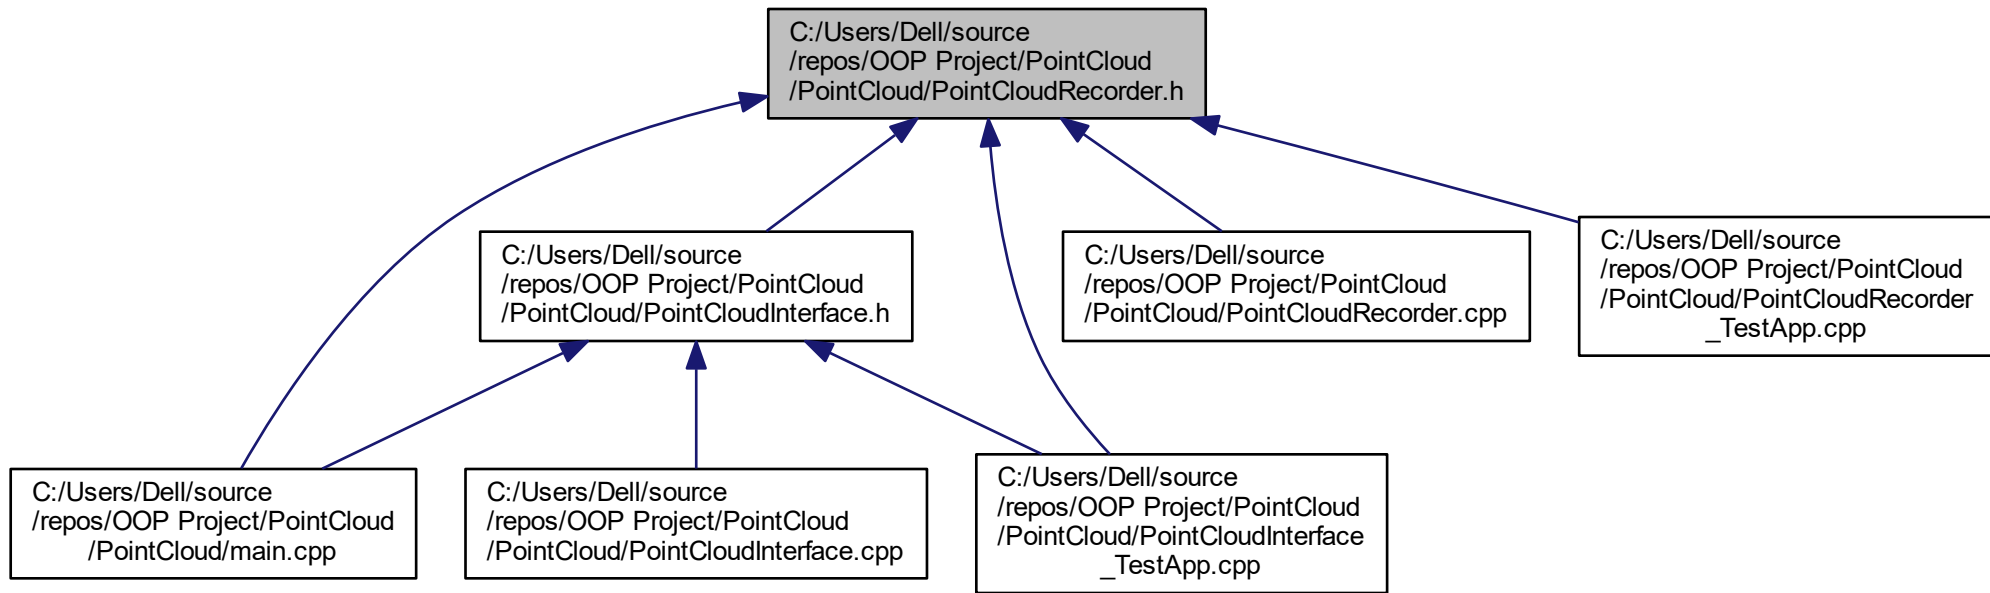 C:/Users/Dell/source
/repos/OOP Project/PointCloud
/PointCloud/PointCloudRecorder.h
C:/Users/Dell/source
/repos/OOP Project/PointCloud
/PointCloud/PointCloudInterface.h
C:/Users/Dell/source
/repos/OOP Project/PointCloud
/PointCloud/PointCloudRecorder.cpp
C:/Users/Dell/source
/repos/OOP Project/PointCloud
/PointCloud/PointCloudRecorder
_TestApp.cpp
C:/Users/Dell/source
/repos/OOP Project/PointCloud
/PointCloud/main.cpp
C:/Users/Dell/source
/repos/OOP Project/PointCloud
/PointCloud/PointCloudInterface.cpp
C:/Users/Dell/source
/repos/OOP Project/PointCloud
/PointCloud/PointCloudInterface
_TestApp.cpp